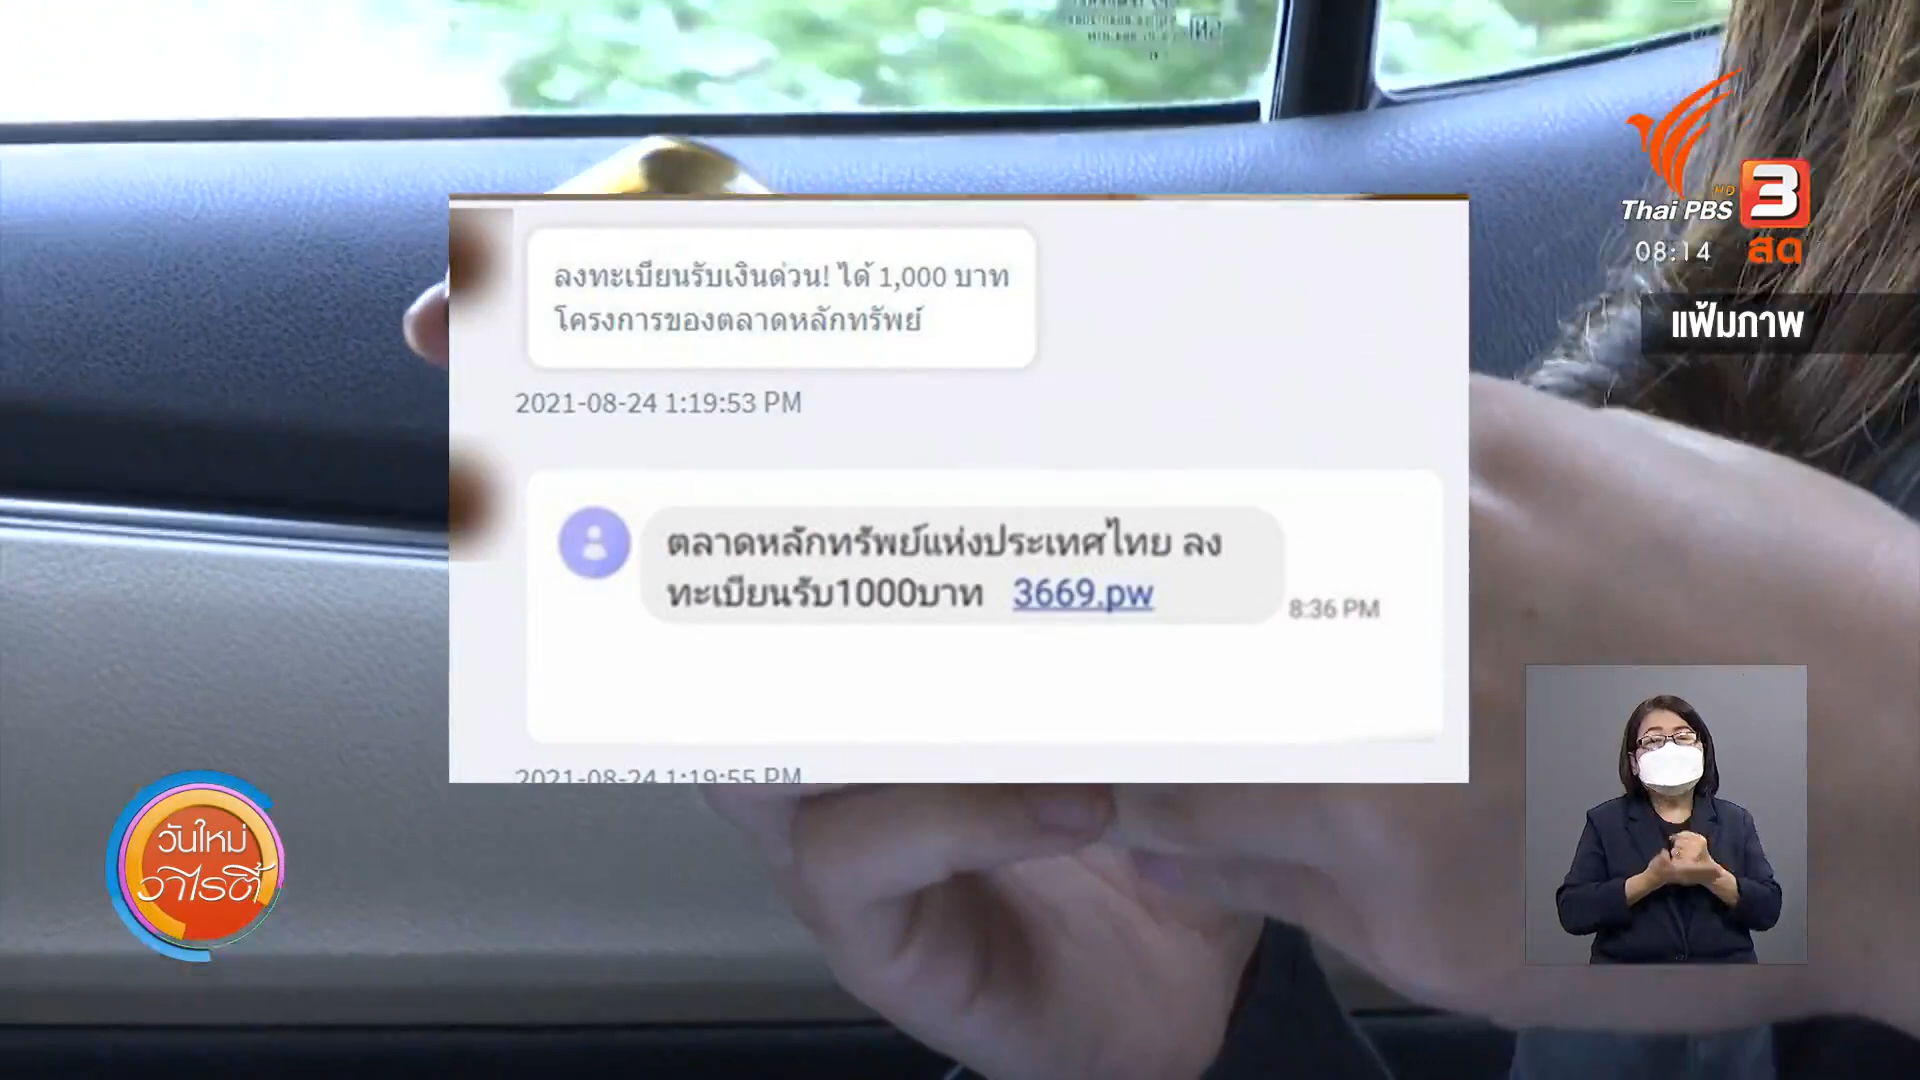 Thai PBS
HD
3
08:14
สด
แฟ้มภาพ
ลงทะเบียนรับเงินด่วน! ได้ 1,000 บาท
โครงการของตลาดหลักทรัพย์
2021-08-24 1:19:53 PM
ตลาดหลักทรัพย์แห่งประเทศไทย ลง
ทะเบียนรับ1000บาท 3669.pw
8:36 PM
2021-08-24 1:19:55 PM
วันใหม่
วาไรตี้